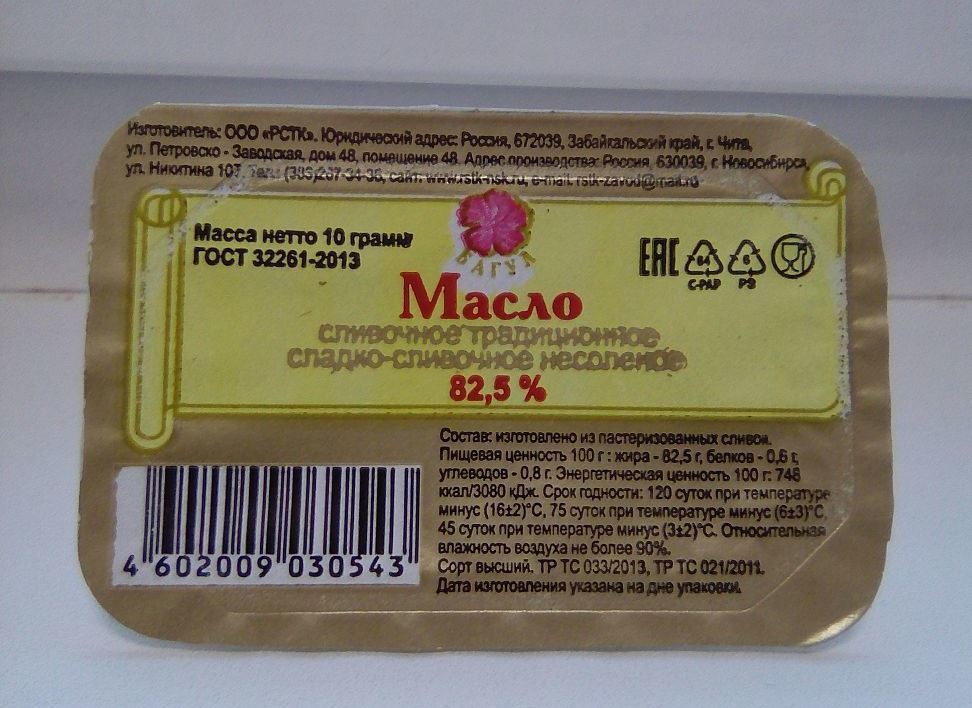 Изготовитель: ООО «РСТК». Юридический адрес: Россия, 672039, Забайкальский край, г. Чита,
ул. Петровско - Заводская, дом 48, помещение 48. Адрес производства: Россия, 630039, г. Новосибирск,
ул. Никитина 107. Тел.: (383)267-34-36, сайт: www.rstk-nsk.ru, e-mail: rstk-zavod@mail.ru
Масса нетто 10 грамм
ГОСТ 32261-2013
БАГУЛ
EAC
C-PAP PS
Масло
сливочное традиционное
сладко-сливочное несоленое
82,5 %
Состав: изготовлено из пастеризованных сливок.
Пищевая ценность 100 г : жира - 82,5 г, белков - 0,6 г,
углеводов - 0,8 г. Энергетическая ценность 100 г: 748
ккал/3080 кДж. Срок годности: 120 суток при температуре
минус (16±2)°С, 75 суток при температуре минус (6±3)°С,
45 суток при температуре минус (3±2)°С. Относительная
влажность воздуха не более 90%.
Сорт высший. ТР ТС 033/2013, ТР ТС 021/2011.
Дата изготовления указана на дне упаковки.
4 602009 030543